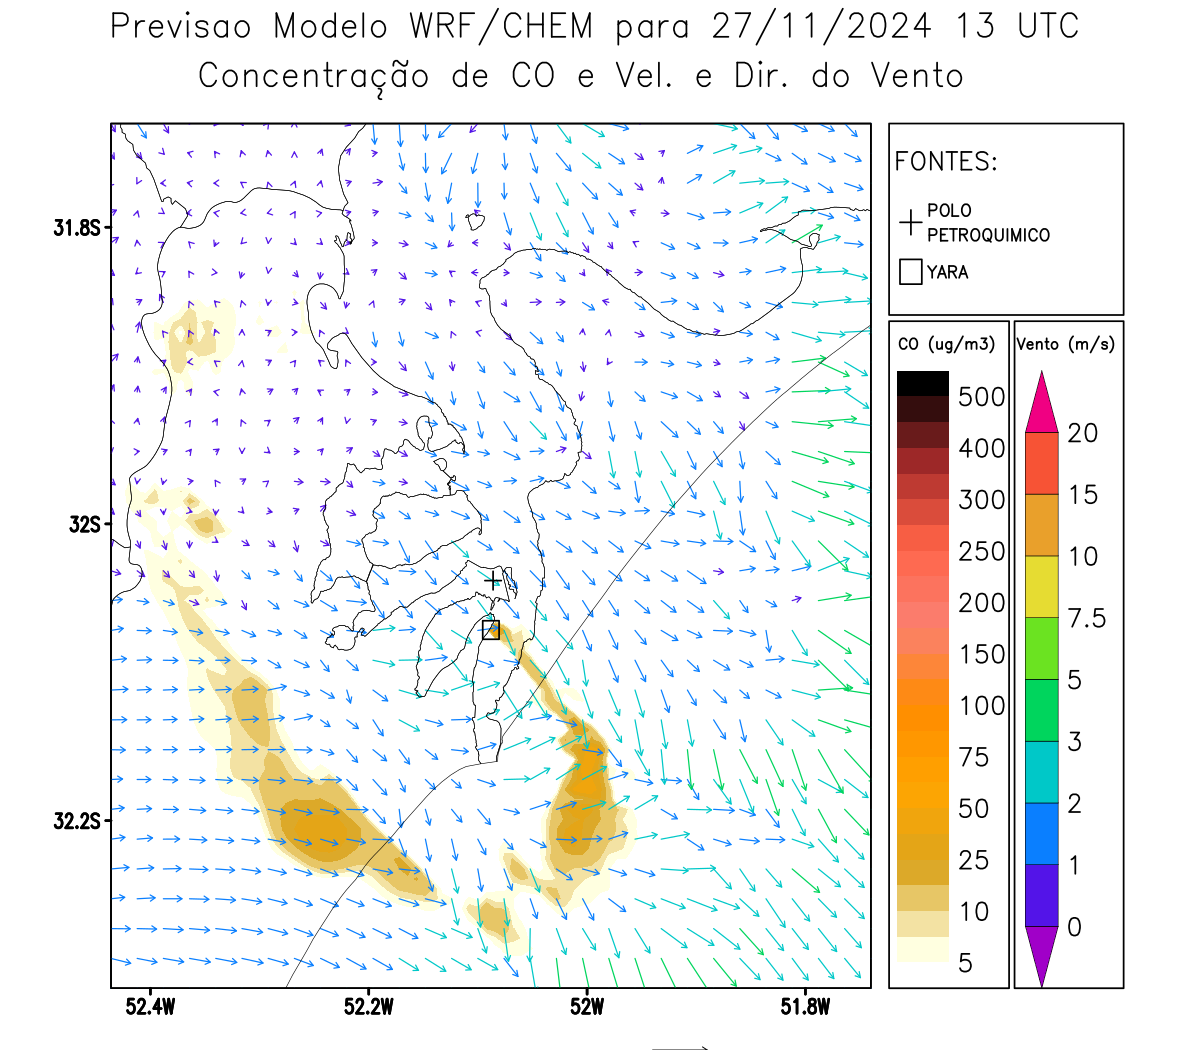 Previsao Modelo WRF/CHEM para 27/11/2024 13 UTC
Concentração de CO e Vel. e Dir. do Vento
FONTES:
POLO
PETROQUIMICO
YARA
CO (ug/m3)
500
400
300
250
200
150
100
75
50
25
10
5
Vento (m/s)
20
15
10
7.5
5
3
2
1
0
31.8S
32S
32.2S
52.4W
52.2W
52W
51.8W